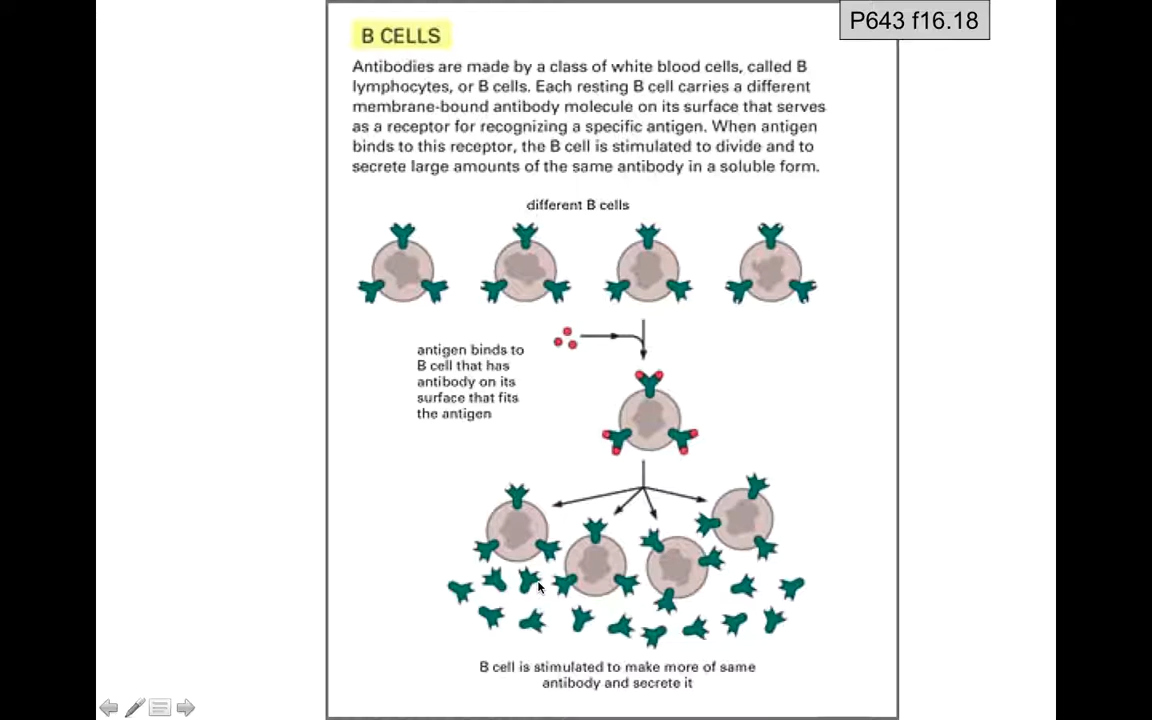 P643 f16.18
B CELLS
Antibodies are made by a class of white blood cells, called B
lymphocytes, or B cells. Each resting B cell carries a different
membrane-bound antibody molecule on its surface that serves
as a receptor for recognizing a specific antigen. When antigen
binds to this receptor, the B cell is stimulated to divide and to
secrete large amounts of the same antibody in a soluble form.
different B cells
antigen binds to
B cell that has
antibody on its
surface that fits
the antigen
B cell is stimulated to make more of same
antibody and secrete it